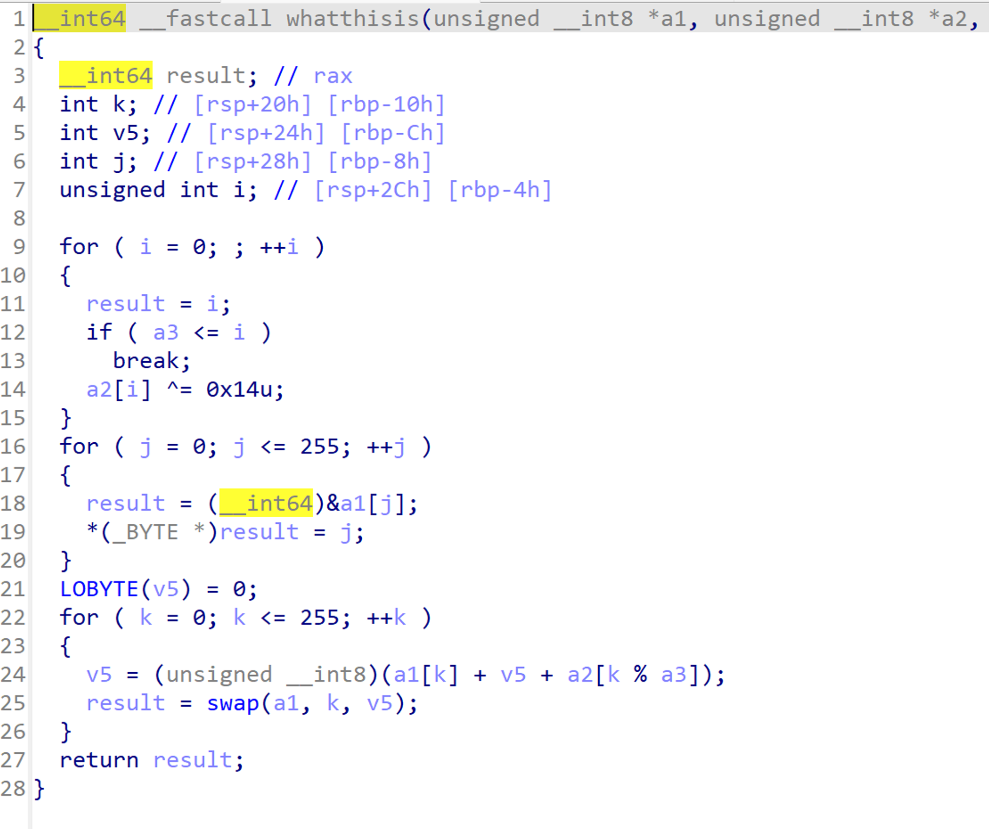 1 __int64 __fastcall whatthisis(unsigned __int8 *a1, unsigned __int8 *a2,
2 {
3 __int64 result; // rax
4 int k; // [rsp+20h] [rbp-10h]
5 int v5; // [rsp+24h] [rbp-Ch]
6 int j; // [rsp+28h] [rbp-8h]
7 unsigned int i; // [rsp+2Ch] [rbp-4h]
8
9 for ( i = 0; ; ++i )
10 {
11 result = i;
12 if ( a3 <= i )
13 break;
14 a2[i] ^= 0x14u;
15 }
16 for ( j = 0; j <= 255; ++j )
17 {
18 result = (__int64)&a1[j];
19 *(_BYTE *)result = j;
20 }
21 LOBYTE(v5) = 0;
22 for ( k = 0; k <= 255; ++k )
23 {
24 v5 = (unsigned __int8)(a1[k] + v5 + a2[k % a3]);
25 result = swap(a1, k, v5);
26 }
27 return result;
28 }